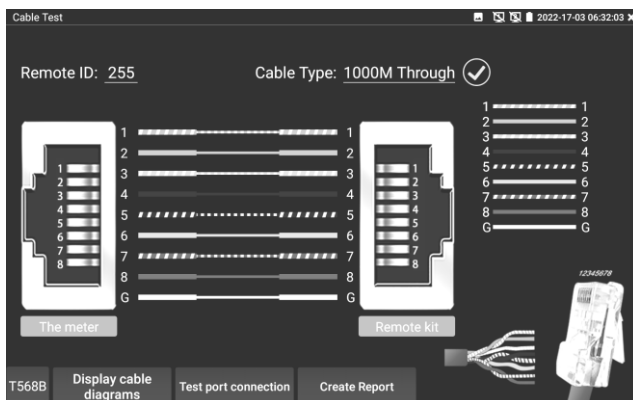 Cable Test
2022-17-03 06:32:03
Remote ID: 255
Cable Type: 1000M Through
1 1
2 2
3 3
4 4
5 5
6 6
7 7
8 8
G G
1 1
2 2
3 3
4 4
5 5
6 6
7 7
8 8
G G
1
2
3
4
5
6
7
8
1
2
3
4
5
6
7
8
12345678
The meter
Remote kit
T568B
Display cable
diagrams
Test port connection
Create Report